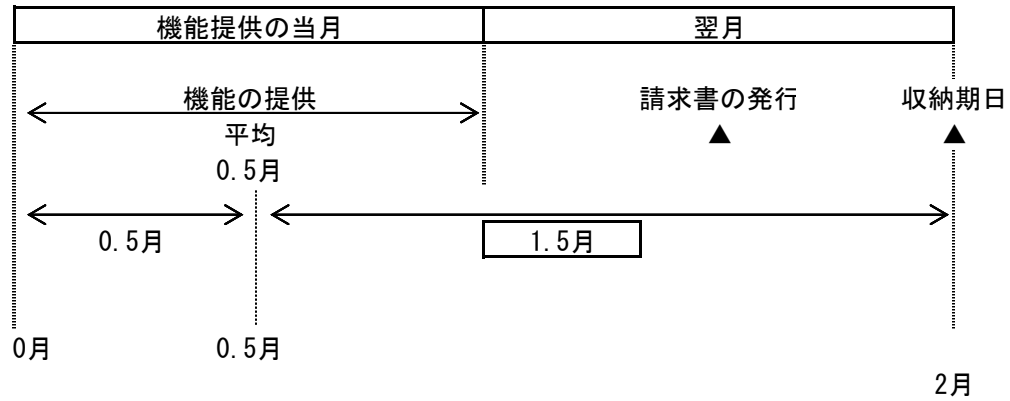 機能提供の当月 翌月
機能の提供 請求書の発行 収納期日
平均 ▲ ▲
0.5月
0.5月 1.5月
0月 0.5月
2月